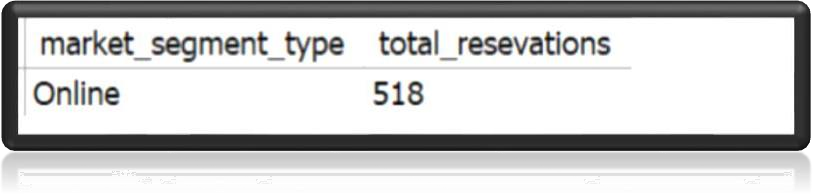 market_segment_type total_resevations
Online 518